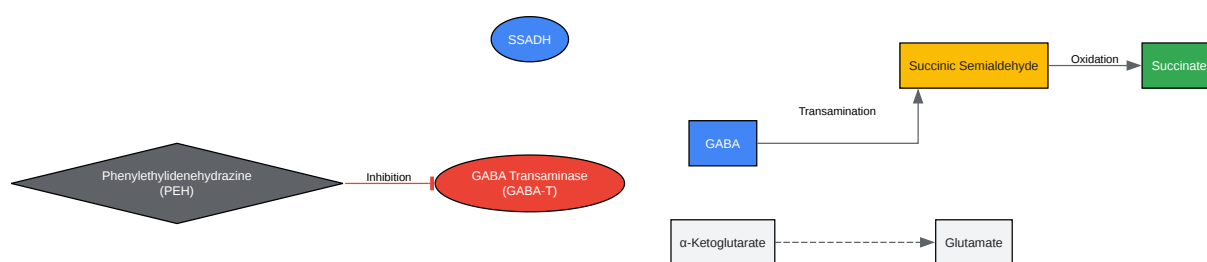 SSADH
Succinic Semialdehyde
Oxidation
Succinate
Transamination
GABA
Phenylethylidenehydrazine
(PEH)
Inhibition
GABA Transaminase
(GABA-T)
α-Ketoglutarate
Glutamate